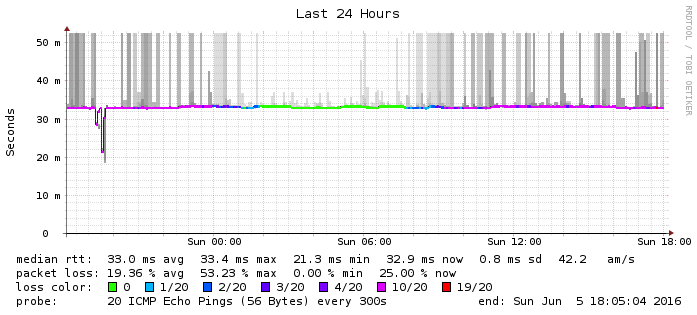 Last 24 Hours
RRDTOOL / TOBI OETIKER
Seconds
50 m
40 m
30 m
20 m
10 m
0
Sun 00:00 Sun 06:00 Sun 12:00 Sun 18:00
median rtt: 33.0 ms avg 33.4 ms max 21.3 ms min 32.9 ms now 0.8 ms sd 42.2 am/s
packet loss: 19.36 % avg 53.23 % max 0.00 % min 25.00 % now
loss color: 0 1/20 2/20 3/20 4/20 10/20 19/20
probe: 20 ICMP Echo Pings (56 Bytes) every 300s end: Sun Jun 5 18:05:04 2016